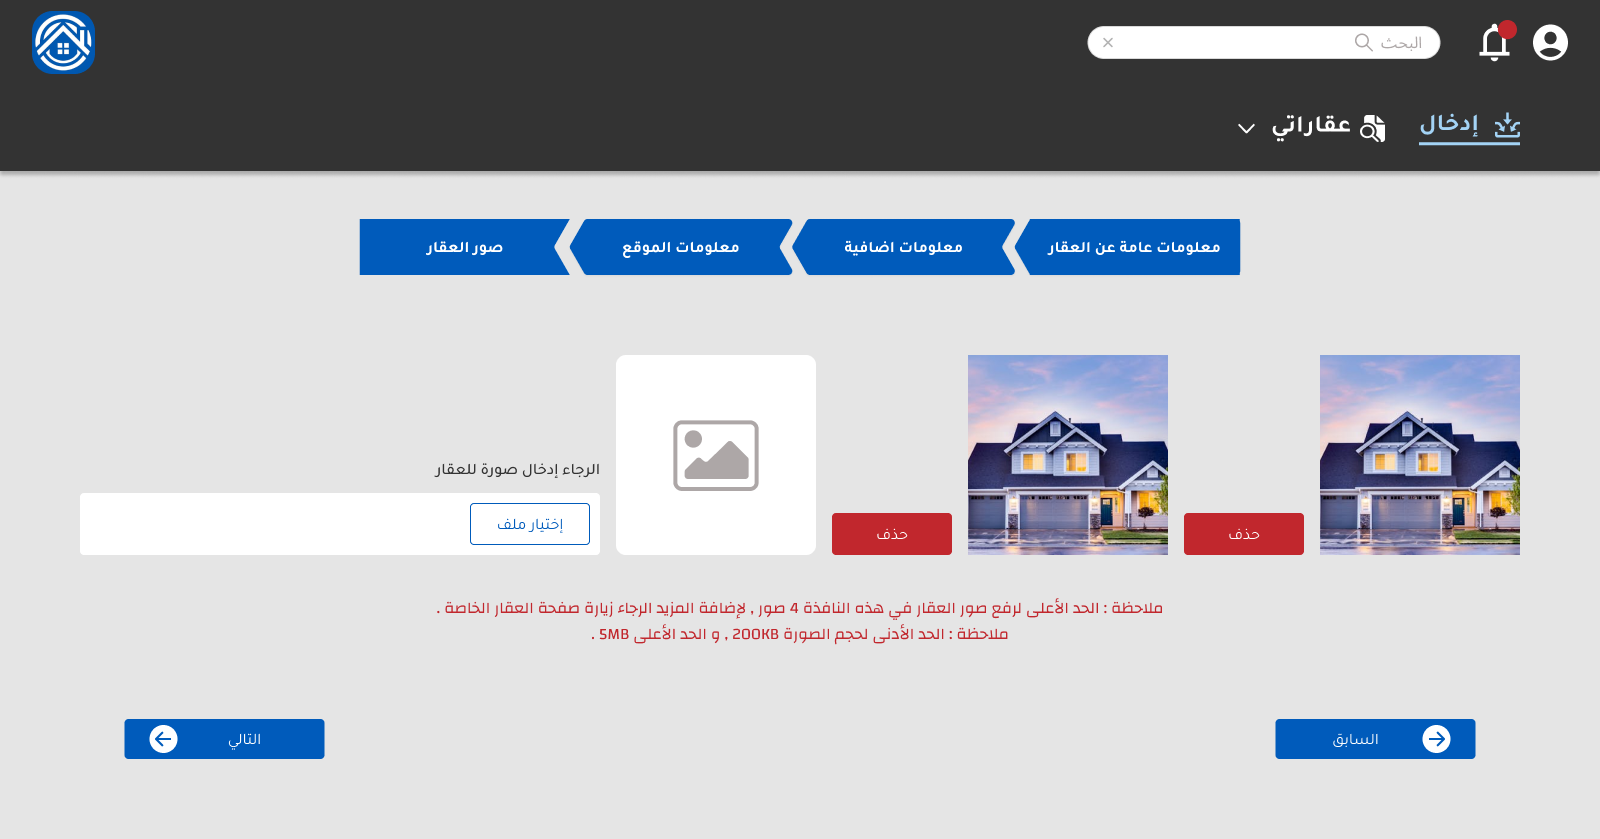 البحث
إدخال
عقاراتي
معلومات عامة عن العقار
معلومات اضافية
معلومات الموقع
صور العقار
حذف
حذف
الرجاء إدخال صورة للعقار
إختيار ملف
ملاحظة : الحد الأعلى لرفع صور العقار في هذه النافذة 4 صور , لإضافة المزيد الرجاء زيارة صفحة العقار الخاصة .
ملاحظة : الحد الأدنى لحجم الصورة 200KB , و الحد الأعلى 5MB .
السابق
التالي